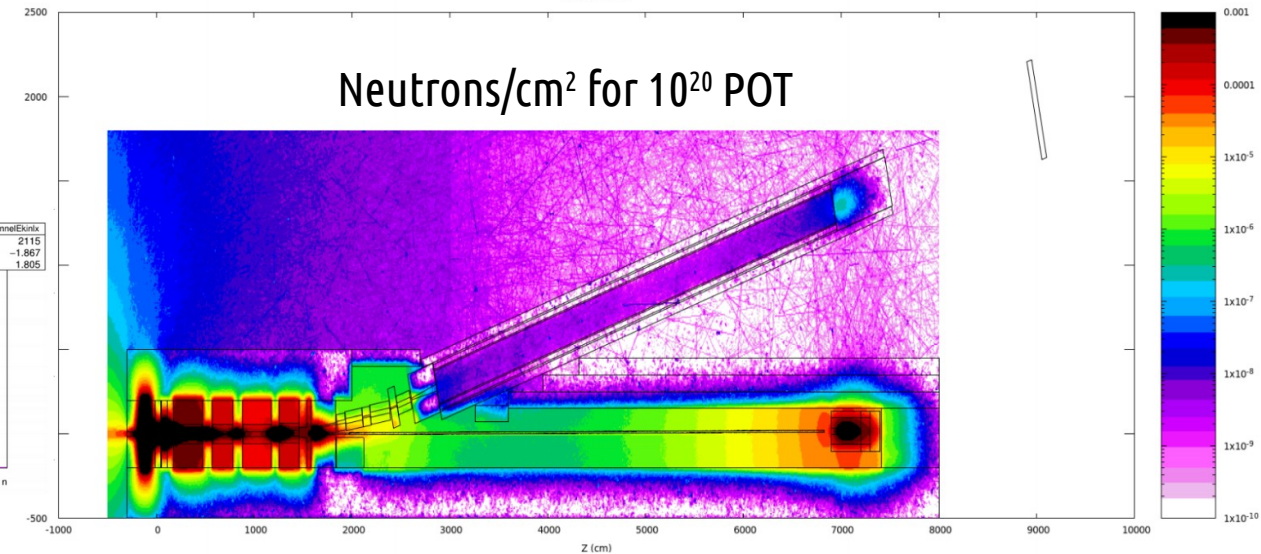 2500
2000
-500
Neutrons/cm² for 10²⁰ POT
nnelEkinIx
2115
−1.867
1.805
n
-1000 0 1000 2000 3000 4000 5000 6000 7000 8000 9000 10000
Z (cm)
0.001
0.0001
1x10⁻⁵
1x10⁻⁶
1x10⁻⁷
1x10⁻⁸
1x10⁻⁹
1x10⁻¹⁰